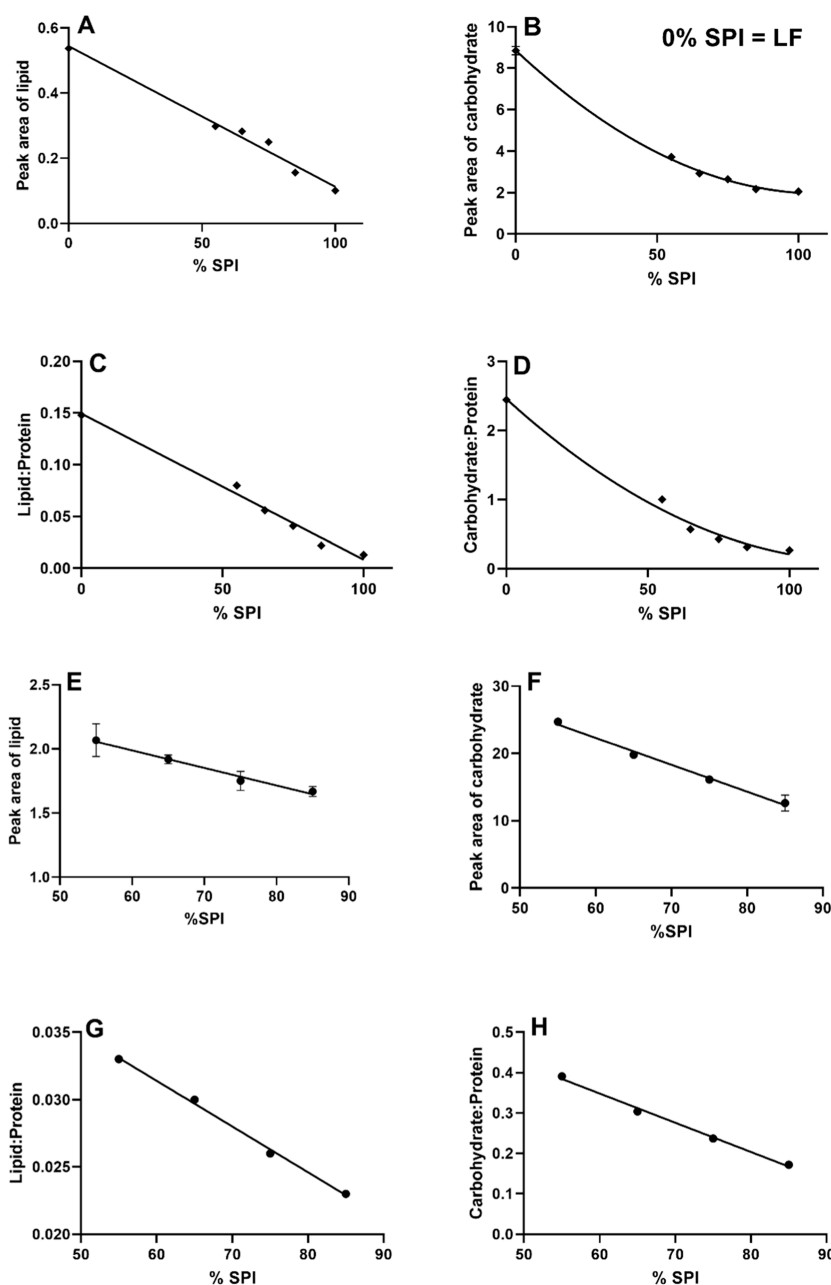 A
Peak area of lipid
0.6
0.4
0.2
0.0
0 50 100
% SPI
B
0% SPI = LF
Peak area of carbohydrate
10
8
6
4
2
0
0 50 100
% SPI
C
Lipid:Protein
0.20
0.15
0.10
0.05
0.00
0 50 100
% SPI
D
Carbohydrate:Protein
3
2
1
0
0 50 100
% SPI
E
Peak area of lipid
2.5
2.0
1.5
1.0
50 60 70 80 90
%SPI
F
Peak area of carbohydrate
30
20
10
0
50 60 70 80 90
%SPI
G
Lipid:Protein
0.035
0.030
0.025
0.020
50 60 70 80 90
% SPI
H
Carbohydrate:Protein
0.5
0.4
0.3
0.2
0.1
0.0
50 60 70 80 90
% SPI